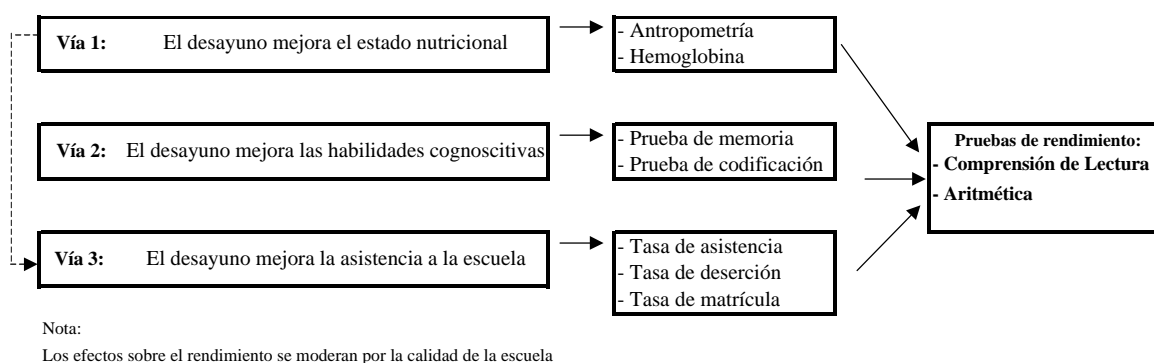 Vía 1: El desayuno mejora el estado nutricional
- Antropometría
- Hemoglobina
Vía 2: El desayuno mejora las habilidades cognoscitivas
- Prueba de memoria
- Prueba de codificación
Pruebas de rendimiento:
- Comprensión de Lectura
- Aritmética
Vía 3: El desayuno mejora la asistencia a la escuela
- Tasa de asistencia
- Tasa de deserción
- Tasa de matrícula
Nota:
Los efectos sobre el rendimiento se moderan por la calidad de la escuela